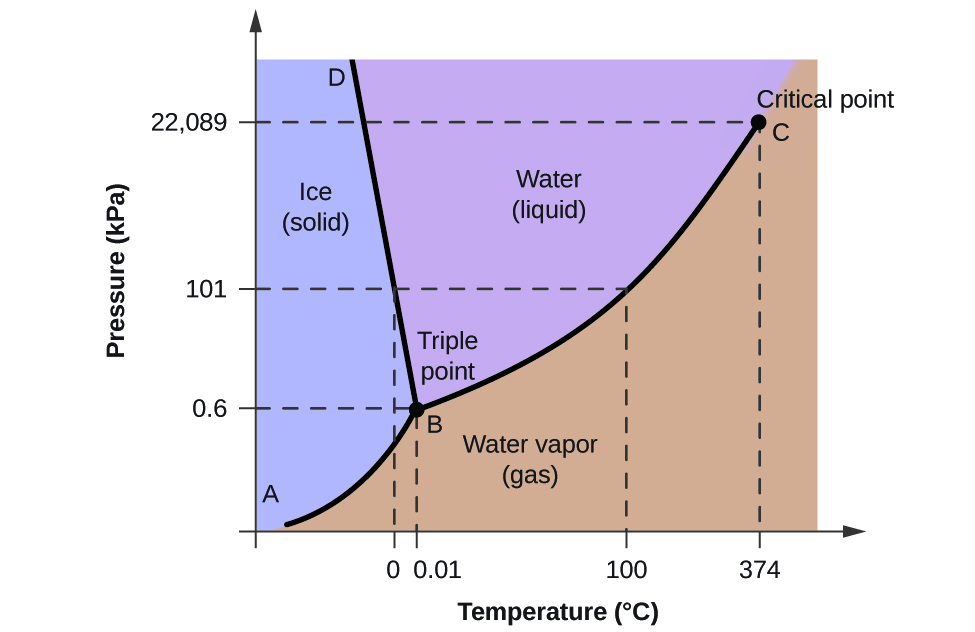 D
Critical point
22,089
C
Ice
(solid)
Water
(liquid)
Pressure (kPa)
101
Triple
point
0.6
B
Water vapor
(gas)
A
0 0.01 100 374
Temperature (°C)